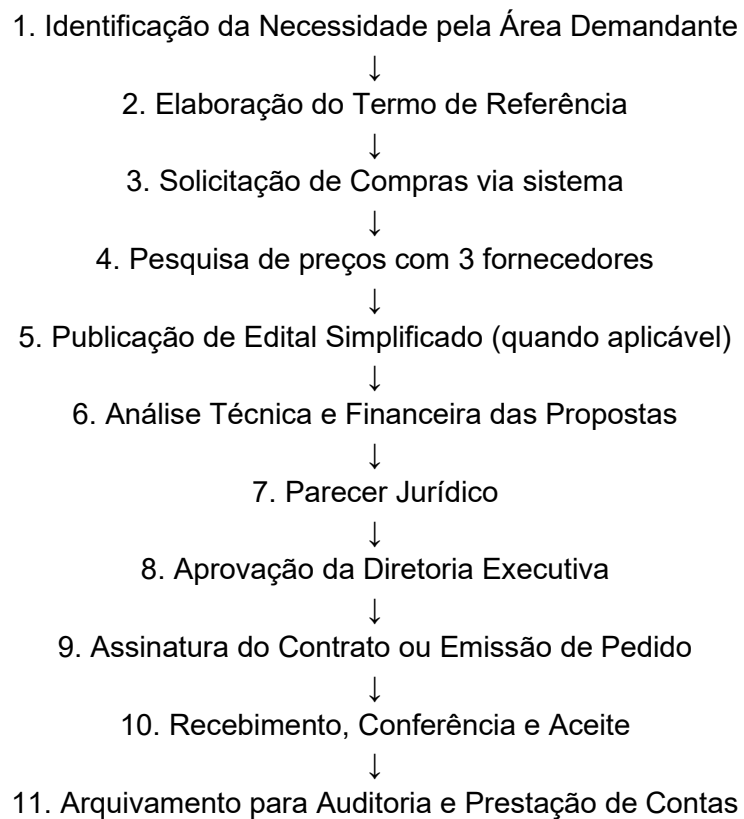 1. Identificação da Necessidade pela Área Demandante
↓
2. Elaboração do Termo de Referência
↓
3. Solicitação de Compras via sistema
↓
4. Pesquisa de preços com 3 fornecedores
↓
5. Publicação de Edital Simplificado (quando aplicável)
↓
6. Análise Técnica e Financeira das Propostas
↓
7. Parecer Jurídico
↓
8. Aprovação da Diretoria Executiva
↓
9. Assinatura do Contrato ou Emissão de Pedido
↓
10. Recebimento, Conferência e Aceite
↓
11. Arquivamento para Auditoria e Prestação de Contas